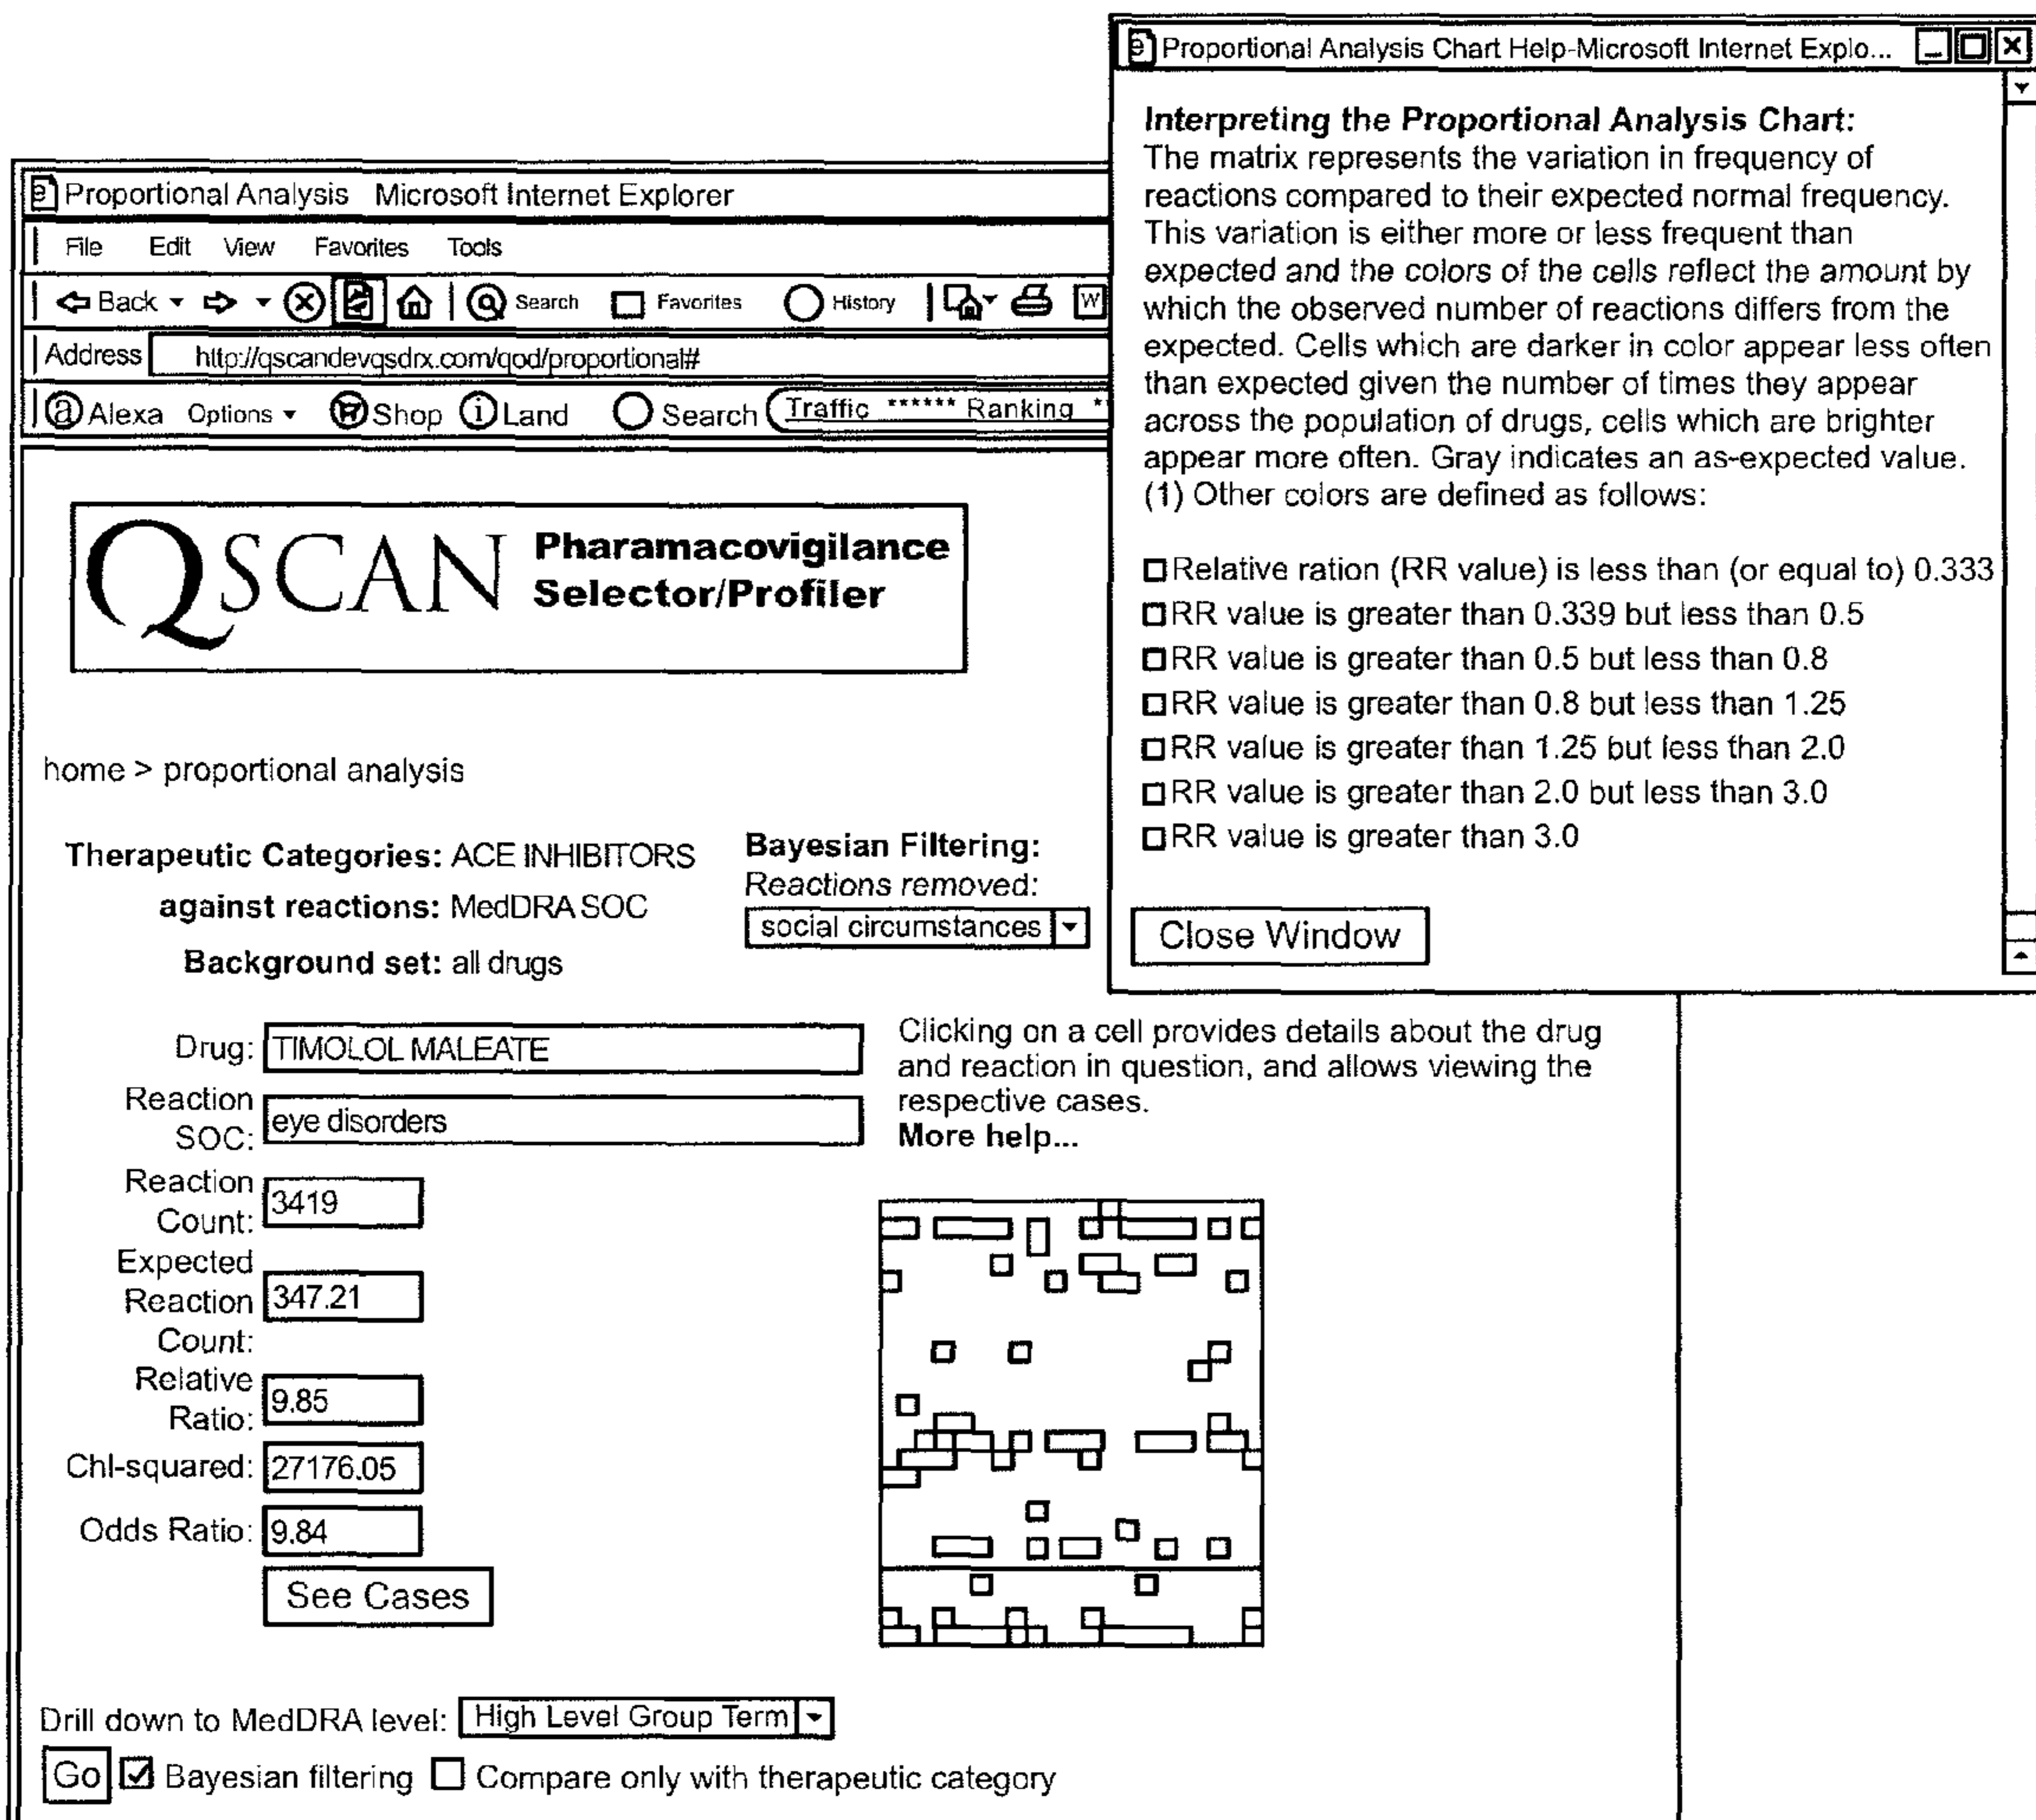 Proportional Analysis Chart Help-Microsoft Internet Explo...
Interpreting the Proportional Analysis Chart:
The matrix represents the variation in frequency of
reactions compared to their expected normal frequency.
This variation is either more or less frequent than
expected and the colors of the cells reflect the amount by
which the observed number of reactions differs from the
expected. Cells which are darker in color appear less often
than expected given the number of times they appear
across the population of drugs, cells which are brighter
appear more often. Gray indicates an as-expected value.
(1) Other colors are defined as follows:
Relative ration (RR value) is less than (or equal to) 0.333
RR value is greater than 0.339 but less than 0.5
RR value is greater than 0.5 but less than 0.8
RR value is greater than 0.8 but less than 1.25
RR value is greater than 1.25 but less than 2.0
RR value is greater than 2.0 but less than 3.0
RR value is greater than 3.0
Close Window
Proportional Analysis Microsoft Internet Explorer
File Edit View Favorites Tools
Back Search Favorites History W
Address http://qscandevqsdrx.com/qod/proportional#
@ Alexa Options Shop i Land Search Traffic ****** Ranking *
QSCAN Pharamacovigilance
Selector/Profiler
home > proportional analysis
Therapeutic Categories: ACE INHIBITORS
against reactions: MedDRA SOC
Background set: all drugs
Bayesian Filtering:
Reactions removed:
social circumstances
Drug: TIMOLOL MALEATE
Reaction
SOC: eye disorders
Reaction
Count: 3419
Expected
Reaction 347.21
Count:
Relative
Ratio: 9.85
Chl-squared: 27176.05
Odds Ratio: 9.84
See Cases
Clicking on a cell provides details about the drug
and reaction in question, and allows viewing the
respective cases.
More help...
Drill down to MedDRA level: High Level Group Term
Go Bayesian filtering Compare only with therapeutic category